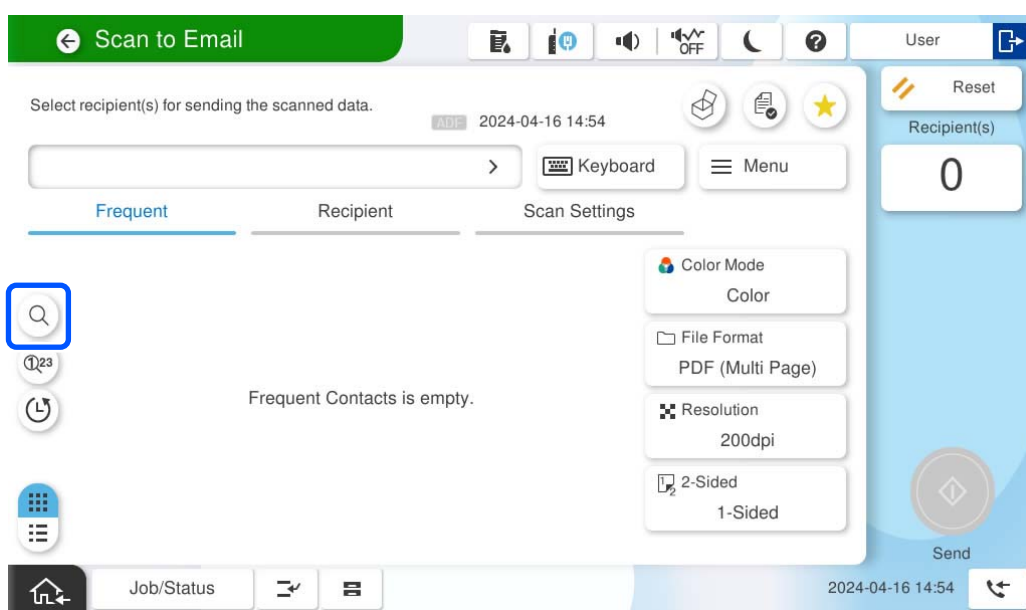 Scan to Email
OFF
User
Select recipient(s) for sending the scanned data.
ADF
2024-04-16 14:54
Reset
Recipient(s)
0
Keyboard
Menu
Frequent
Recipient
Scan Settings
Color Mode
Color
File Format
PDF (Multi Page)
Resolution
200dpi
2-Sided
1-Sided
123
Frequent Contacts is empty.
Send
Job/Status
2024-04-16 14:54